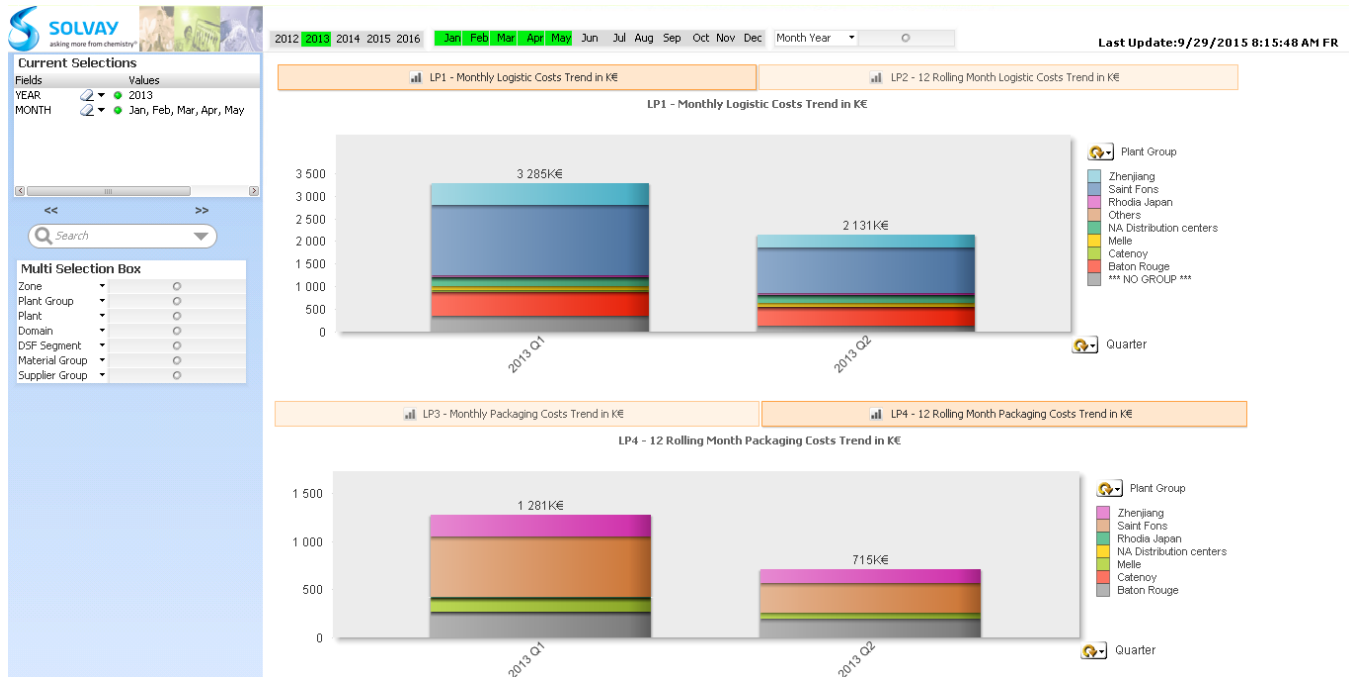 SOLVAY
asking more from chemistry®
2012 2013 2014 2015 2016 Jan Feb Mar Apr May Jun Jul Aug Sep Oct Nov Dec Month Year
Last Update:9/29/2015 8:15:48 AM FR
Current Selections
Fields Values
YEAR 2013
MONTH Jan, Feb, Mar, Apr, May
<< >>
Search
Multi Selection Box
Zone
Plant Group
Plant
Domain
DSF Segment
Material Group
Supplier Group
LP1 - Monthly Logistic Costs Trend in K€
LP2 - 12 Rolling Month Logistic Costs Trend in K€
LP1 - Monthly Logistic Costs Trend in K€
3 500
3 000
2 500
2 000
1 500
1 000
500
0
3 285K€
2 131K€
2013 Q1
2013 Q2
Plant Group
Zhenjiang
Saint Fons
Rhodia Japan
Others
NA Distribution centers
Melle
Catenoy
Baton Rouge
*** NO GROUP ***
Quarter
LP3 - Monthly Packaging Costs Trend in K€
LP4 - 12 Rolling Month Packaging Costs Trend in K€
LP4 - 12 Rolling Month Packaging Costs Trend in K€
1 500
1 000
500
0
1 281K€
715K€
2013 Q1
2013 Q2
Plant Group
Zhenjiang
Saint Fons
Rhodia Japan
NA Distribution centers
Melle
Catenoy
Baton Rouge
Quarter